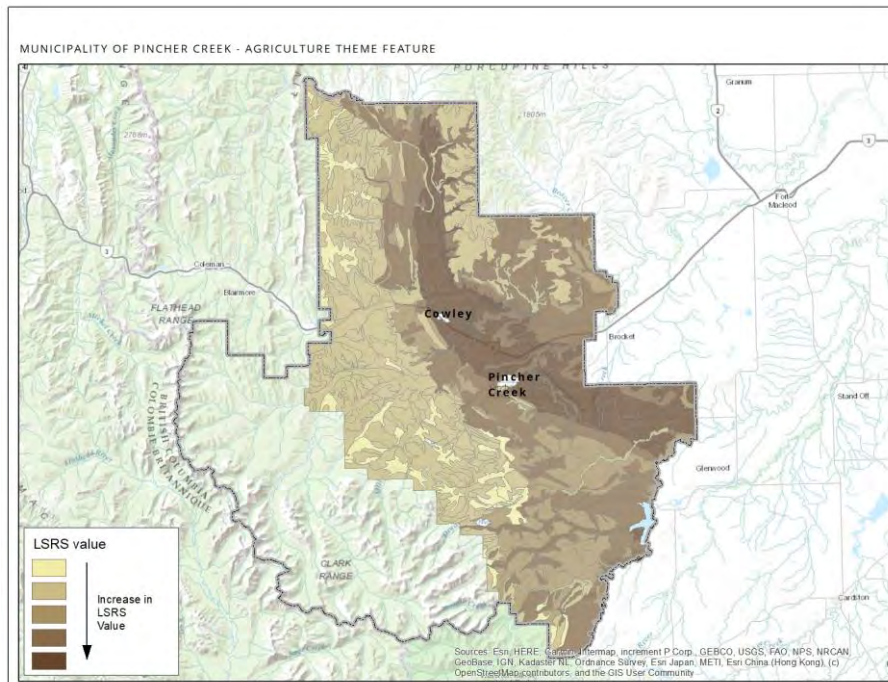 MUNICIPALITY OF PINCHER CREEK - AGRICULTURE THEME FEATURE
PORCUPINE HILLS
Granum
2
3
Fort
Macleod
Coleman
3
Blairmore
FLATHEAD
RANGE
Cowley
Brocket
Pincher
Creek
Stand Off
BRITISH COLUMBIA
COLOMBIE-BRITANNIQUE
Glenwood
CLARK
RANGE
Cardston
LSRS value
Increase in
LSRS
Value
Sources: Esri, HERE, Garmin, Intermap, increment P Corp., GEBCO, USGS, FAO, NPS, NRCAN,
GeoBase, IGN, Kadaster NL, Ordnance Survey, Esri Japan, METI, Esri China (Hong Kong), (c)
OpenStreetMap contributors, and the GIS User Community